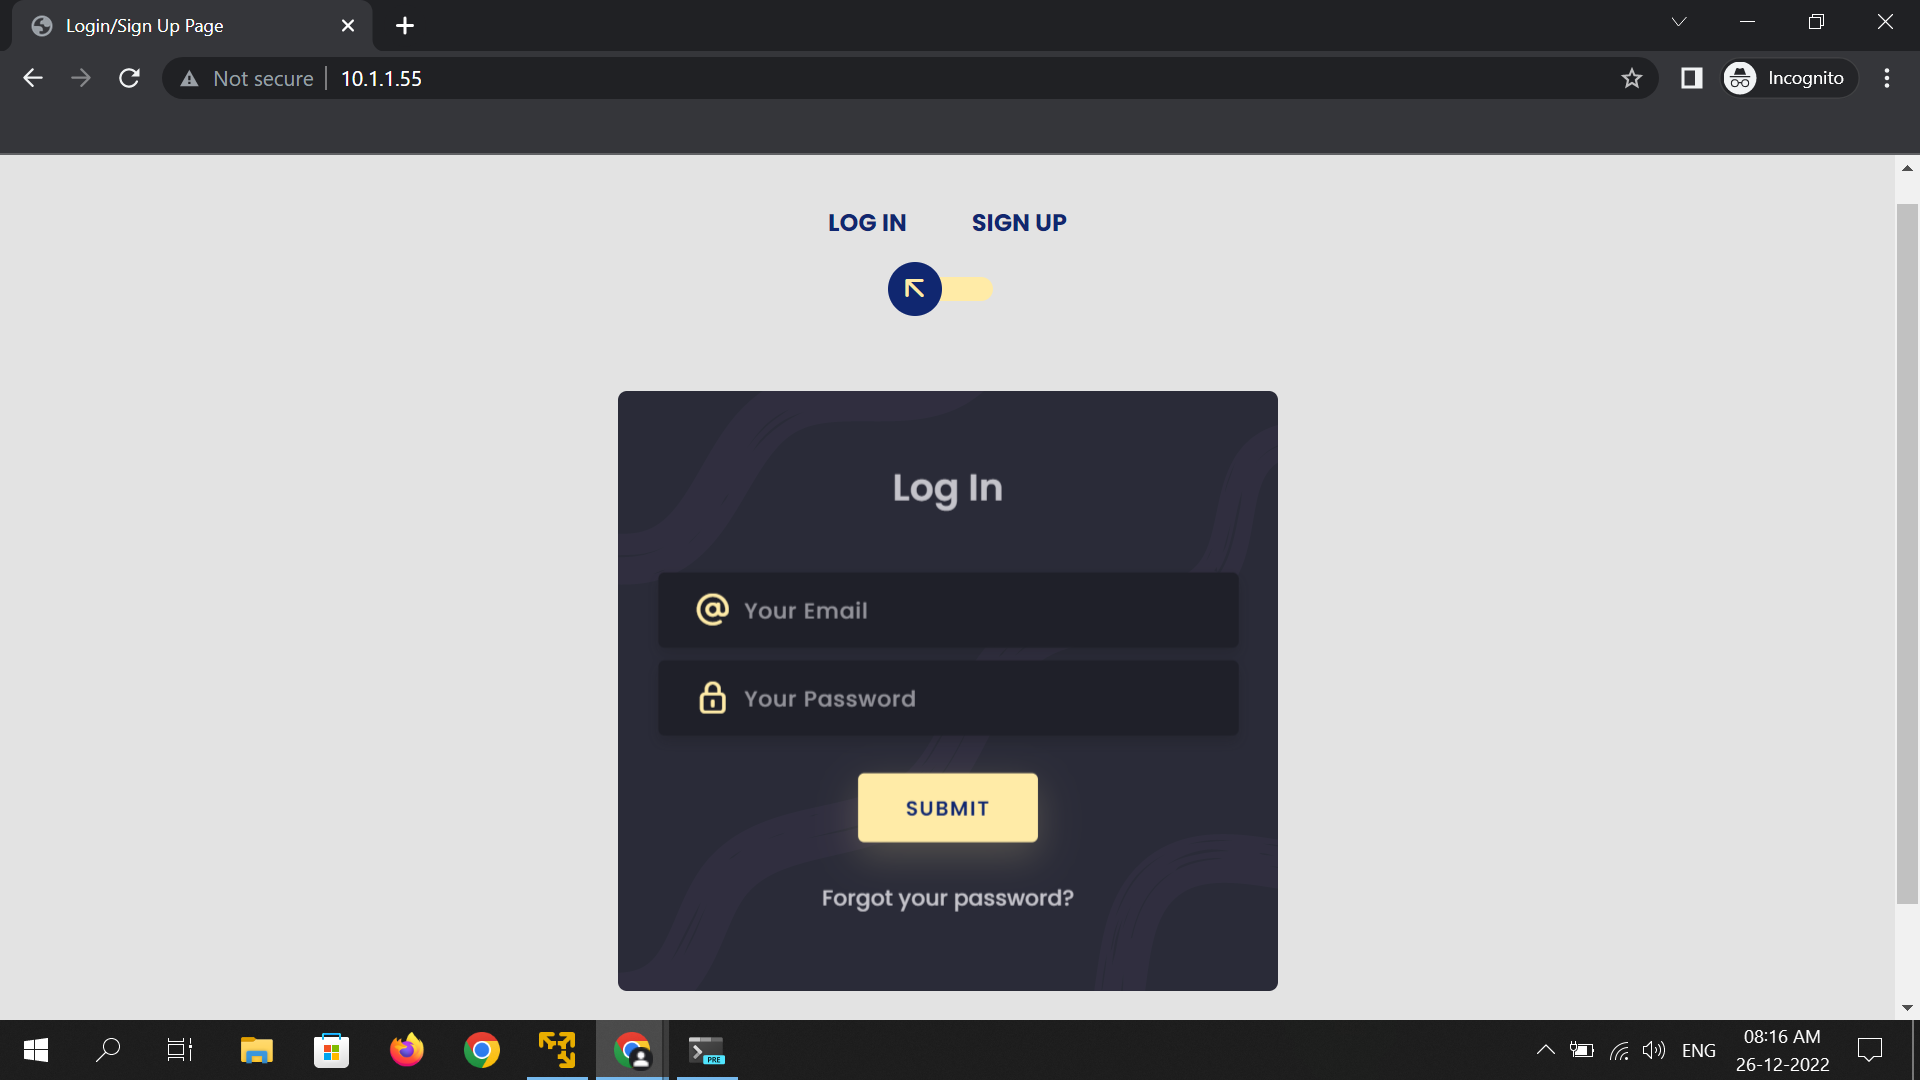 Login/Sign Up Page
Not secure 10.1.1.55
Incognito
LOG IN SIGN UP
Log In
@ Your Email
Your Password
SUBMIT
Forgot your password?
PRE
ENG
08:16 AM
26-12-2022